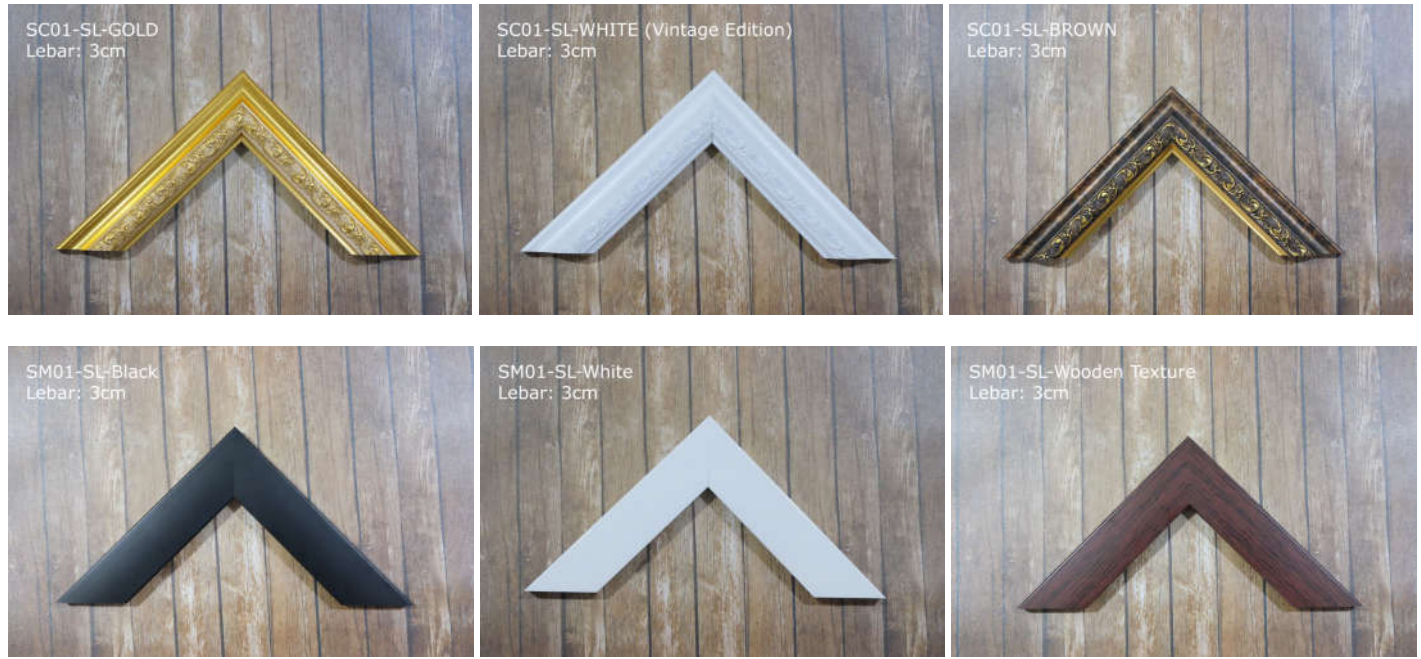 SC01-SL-GOLD
Lebar: 3cm
SC01-SL-WHITE (Vintage Edition)
Lebar: 3cm
SC01-SL-BROWN
Lebar: 3cm
SM01-SL-Black
Lebar: 3cm
SM01-SL-White
Lebar: 3cm
SM01-SL-Wooden Texture
Lebar: 3cm